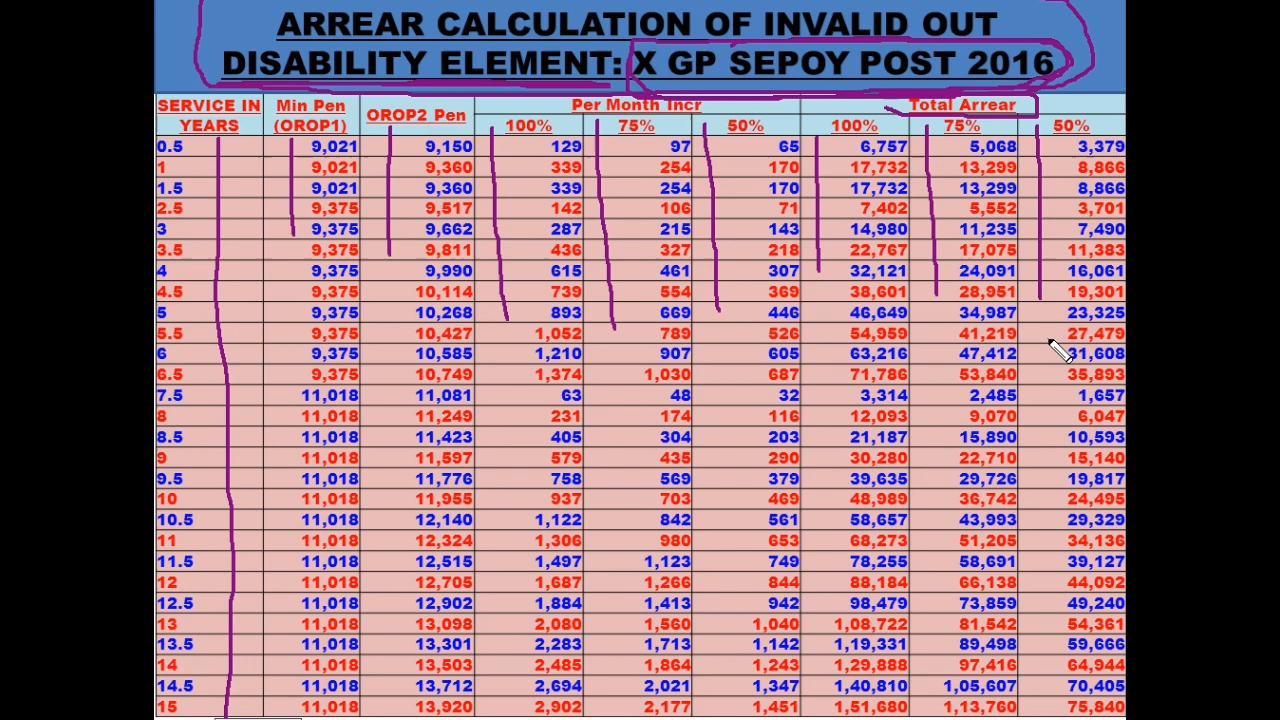 ARREAR CALCULATION OF INVALID OUT
DISABILITY ELEMENT: X GP SEPOY POST 2016
SERVICE IN YEARS Min Pen (OROP1) OROP2 Pen Per Month Incr Total Arrear
100% 75% 50% 100% 75% 50%
0.5 9,021 9,150 129 97 65 6,757 5,068 3,379
1 9,021 9,360 339 254 170 17,732 13,299 8,866
1.5 9,021 9,360 339 254 170 17,732 13,299 8,866
2.5 9,375 9,517 142 106 71 7,402 5,552 3,701
3 9,375 9,662 287 215 143 14,980 11,235 7,490
3.5 9,375 9,811 436 327 218 22,767 17,075 11,383
4 9,375 9,990 615 461 307 32,121 24,091 16,061
4.5 9,375 10,114 739 554 369 38,601 28,951 19,301
5 9,375 10,268 893 669 446 46,649 34,987 23,325
5.5 9,375 10,427 1,052 789 526 54,959 41,219 27,479
6 9,375 10,585 1,210 907 605 63,216 47,412 31,608
6.5 9,375 10,749 1,374 1,030 687 71,786 53,840 35,893
7.5 11,018 11,081 63 48 32 3,314 2,485 1,657
8 11,018 11,249 231 174 116 12,093 9,070 6,047
8.5 11,018 11,423 405 304 203 21,187 15,890 10,593
9 11,018 11,597 579 435 290 30,280 22,710 15,140
9.5 11,018 11,776 758 569 379 39,635 29,726 19,817
10 11,018 11,955 937 703 469 48,989 36,742 24,495
10.5 11,018 12,140 1,122 842 561 58,657 43,993 29,329
11 11,018 12,324 1,306 980 653 68,273 51,205 34,136
11.5 11,018 12,515 1,497 1,123 749 78,255 58,691 39,127
12 11,018 12,705 1,687 1,266 844 88,184 66,138 44,092
12.5 11,018 12,902 1,884 1,413 942 98,479 73,859 49,240
13 11,018 13,098 2,080 1,560 1,040 1,08,722 81,542 54,361
13.5 11,018 13,301 2,283 1,713 1,142 1,19,331 89,498 59,666
14 11,018 13,503 2,485 1,864 1,243 1,29,888 97,416 64,944
14.5 11,018 13,712 2,694 2,021 1,347 1,40,810 1,05,607 70,405
15 11,018 13,920 2,902 2,177 1,451 1,51,680 1,13,760 75,840